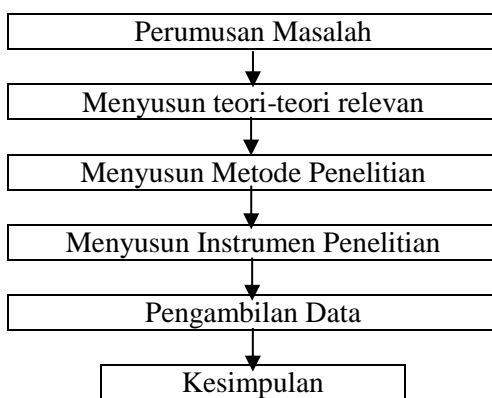 Perumusan Masalah
Menyusun teori-teori relevan
Menyusun Metode Penelitian
Menyusun Instrumen Penelitian
Pengambilan Data
Kesimpulan